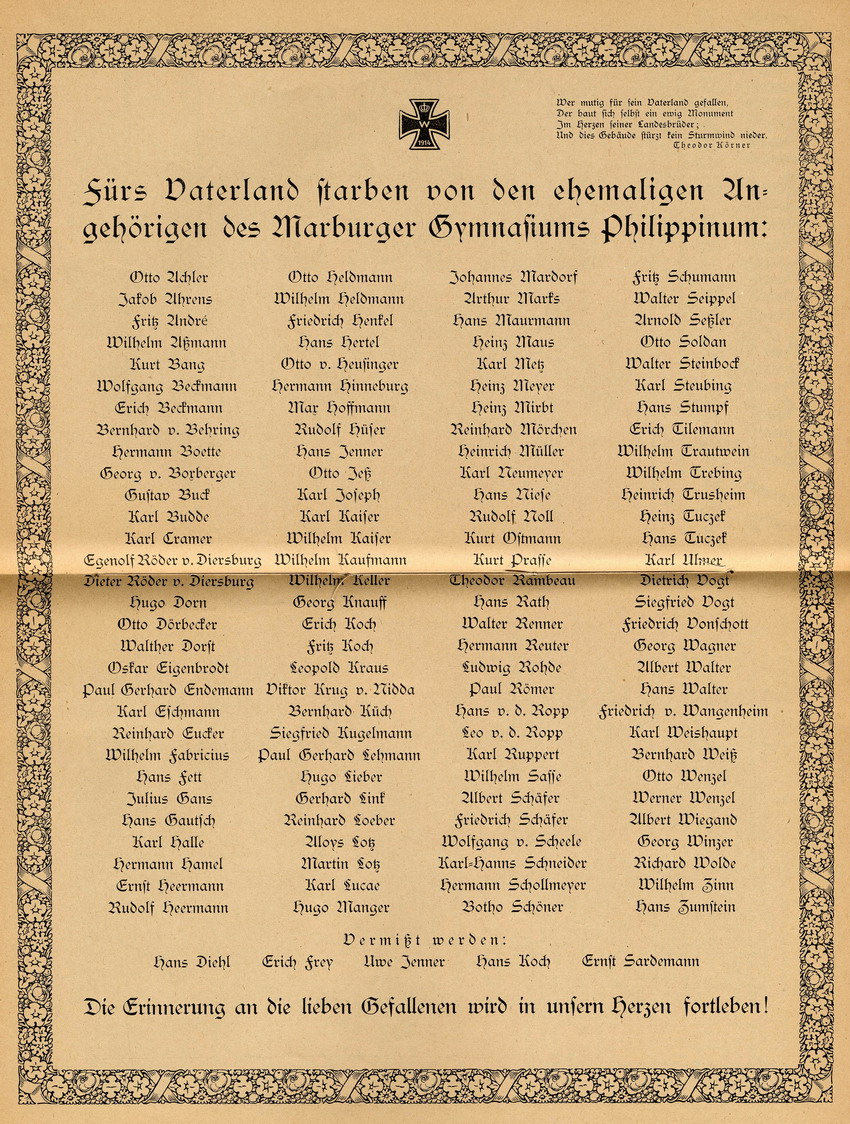 W
1914
Wer mutig für sein Vaterland gefallen,
Der baut sich selbst ein ewig Monument
Im Herzen seiner Landesbrüder;
Und dies Gebäude stürzt kein Sturmwind nieder.
Theodor Körner
Fürs Vaterland starben von den ehemaligen An-
gehörigen des Marburger Gymnasiums Philippinum:
Otto Achler
Jakob Ahrens
Fritz André
Wilhelm Aßmann
Kurt Bang
Wolfgang Beckmann
Erich Beckmann
Bernhard v. Behring
Hermann Boette
Georg v. Borberger
Gustav Buck
Karl Budde
Karl Cramer
Egenolf Röder v. Diersburg
Dieter Röder v. Diersburg
Hugo Dorn
Otto Dörbecker
Walther Dorst
Oskar Eigenbrodt
Paul Gerhard Endemann
Karl Eschmann
Reinhard Eucker
Wilhelm Fabricius
Hans Fett
Julius Gans
Hans Gautsch
Karl Halle
Hermann Hamel
Ernst Heermann
Rudolf Heermann
Otto Heldmann
Wilhelm Heldmann
Friedrich Henkel
Hans Hertel
Otto v. Heusinger
Hermann Hinneburg
Max Hoffmann
Rudolf Hüser
Hans Jenner
Otto Jeß
Karl Joseph
Karl Kaiser
Wilhelm Kaiser
Wilhelm Kaufmann
Wilhelm Keller
Georg Knauff
Erich Koch
Fritz Koch
Leopold Kraus
Viktor Krug v. Nidda
Bernhard Küch
Siegfried Kugelmann
Paul Gerhard Lehmann
Hugo Lieber
Gerhard Link
Reinhard Loeber
Aloys Lotz
Martin Lotz
Karl Lucae
Hugo Manger
Johannes Mardorf
Arthur Marks
Hans Maurmann
Heinz Maus
Karl Metz
Heinz Meyer
Heinz Mirbt
Reinhard Mörchen
Heinrich Müller
Karl Neumeyer
Hans Niese
Rudolf Noll
Kurt Ostmann
Kurt Prasse
Theodor Rambeau
Hans Rath
Walter Renner
Hermann Reuter
Ludwig Rohde
Paul Römer
Hans v. d. Ropp
Leo v. d. Ropp
Karl Ruppert
Wilhelm Sasse
Albert Schäfer
Friedrich Schäfer
Wolfgang v. Scheele
Karl-Hanns Schneider
Hermann Schollmeyer
Botho Schöner
Fritz Schumann
Walter Seippel
Arnold Seßler
Otto Soldan
Walter Steinbock
Karl Steubing
Hans Stumpf
Erich Tilemann
Wilhelm Trautwein
Wilhelm Trebing
Heinrich Trusheim
Heinz Tuczek
Hans Tuczek
Karl Ulmer
Dietrich Vogt
Siegfried Vogt
Friedrich Vonschott
Georg Wagner
Albert Walter
Hans Walter
Friedrich v. Wangenheim
Karl Weishaupt
Bernhard Weiß
Otto Wenzel
Werner Wenzel
Albert Wiegand
Georg Winzer
Richard Wolde
Wilhelm Zinn
Hans Zumstein
Vermißt werden:
Hans Diehl Erich Frey Uwe Jenner Hans Koch Ernst Sardemann
Die Erinnerung an die lieben Gefallenen wird in unsern Herzen fortleben!